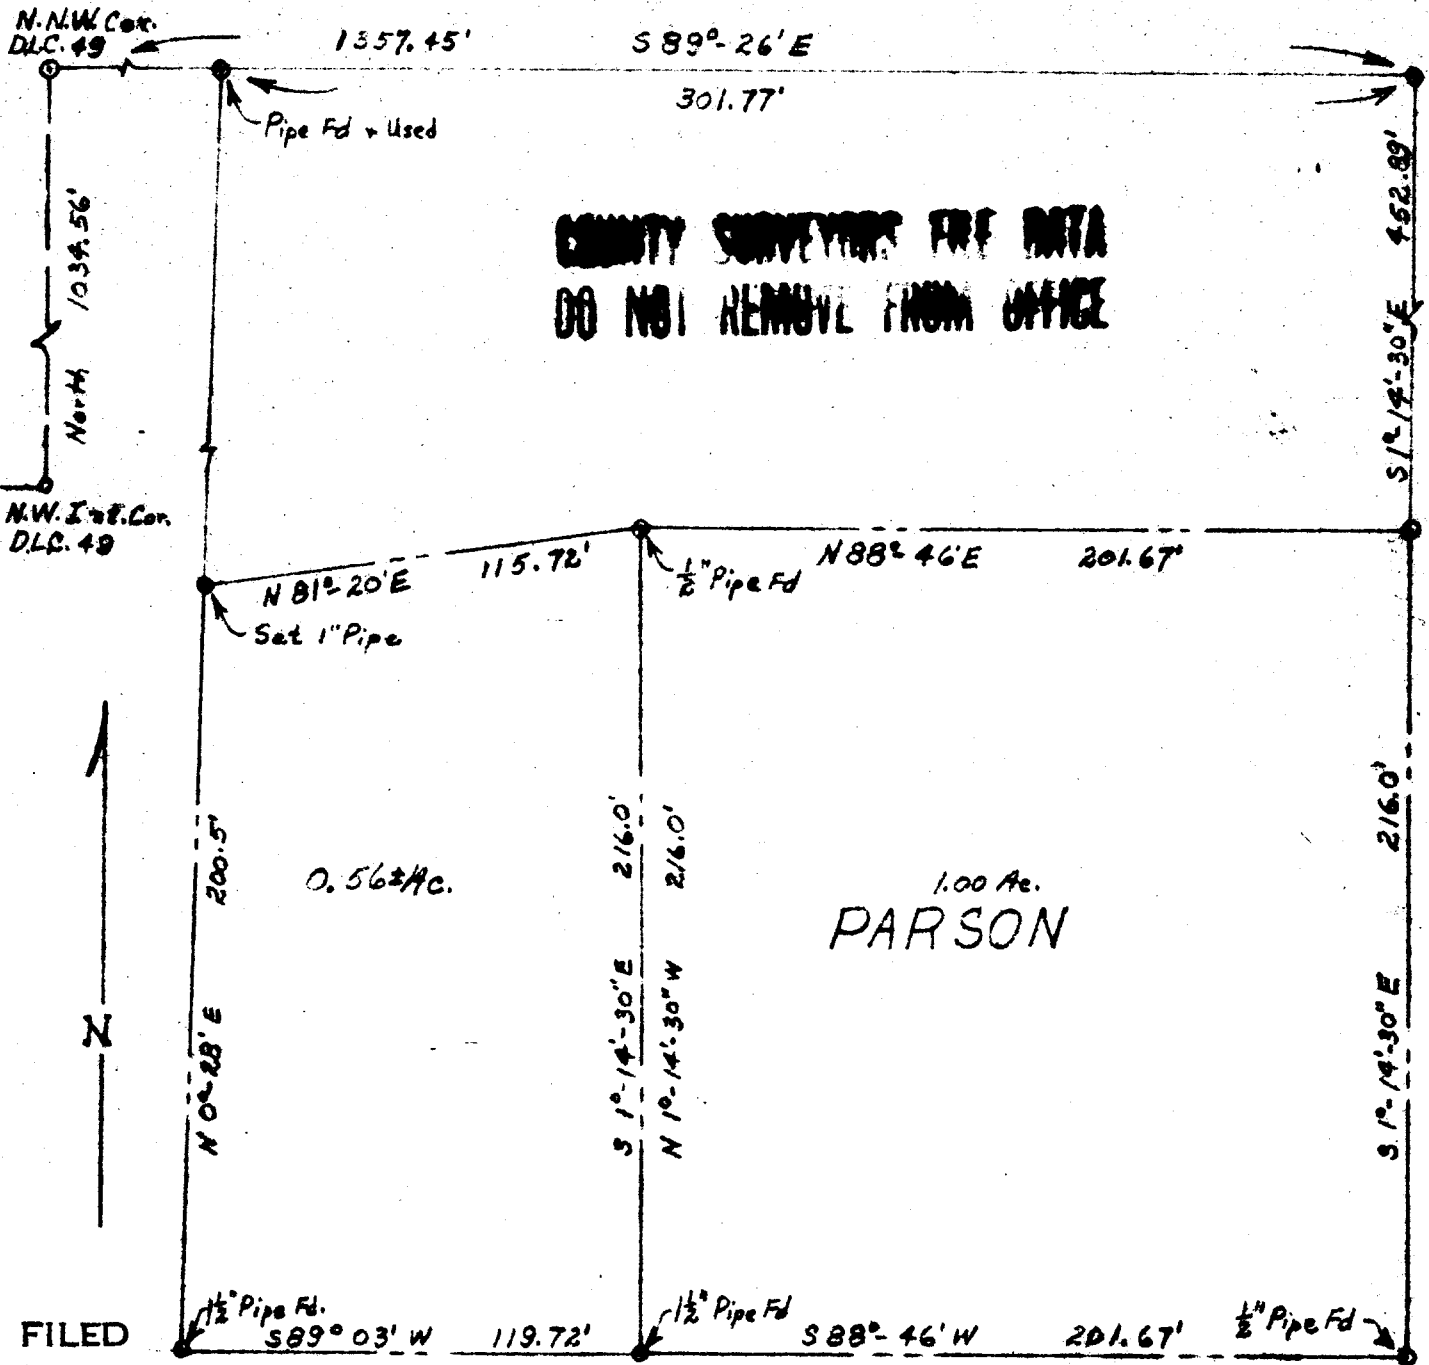 N.N.W. Cor.
D.L.C. 49
1357.45' S 89°-26' E
301.77'
Pipe Fd & Used
North 1034.56'
COUNTY SURVEYORS DATA
DO NOT REMOVE FROM OFFICE
S 1°-14'-30" E 452.89'
N.W. Int. Cor.
D.L.C. 49
N 81°-20' E 115.72'
Set 1" Pipe
1/2" Pipe Fd
N 88°-46' E 201.67'
N 0°-28' E 200.5'
0.56±Ac.
S 1°-14'-30" E 216.0'
N 1°-14'-30" W 216.0'
1.00 Ac.
PARSON
S 1°-14'-30" E 216.0'
N
FILED
1 1/2" Pipe Fd.
S 89° 03' W 119.72'
1 1/2" Pipe Fd
S 88°-46' W 201.67'
1/2" Pipe Fd